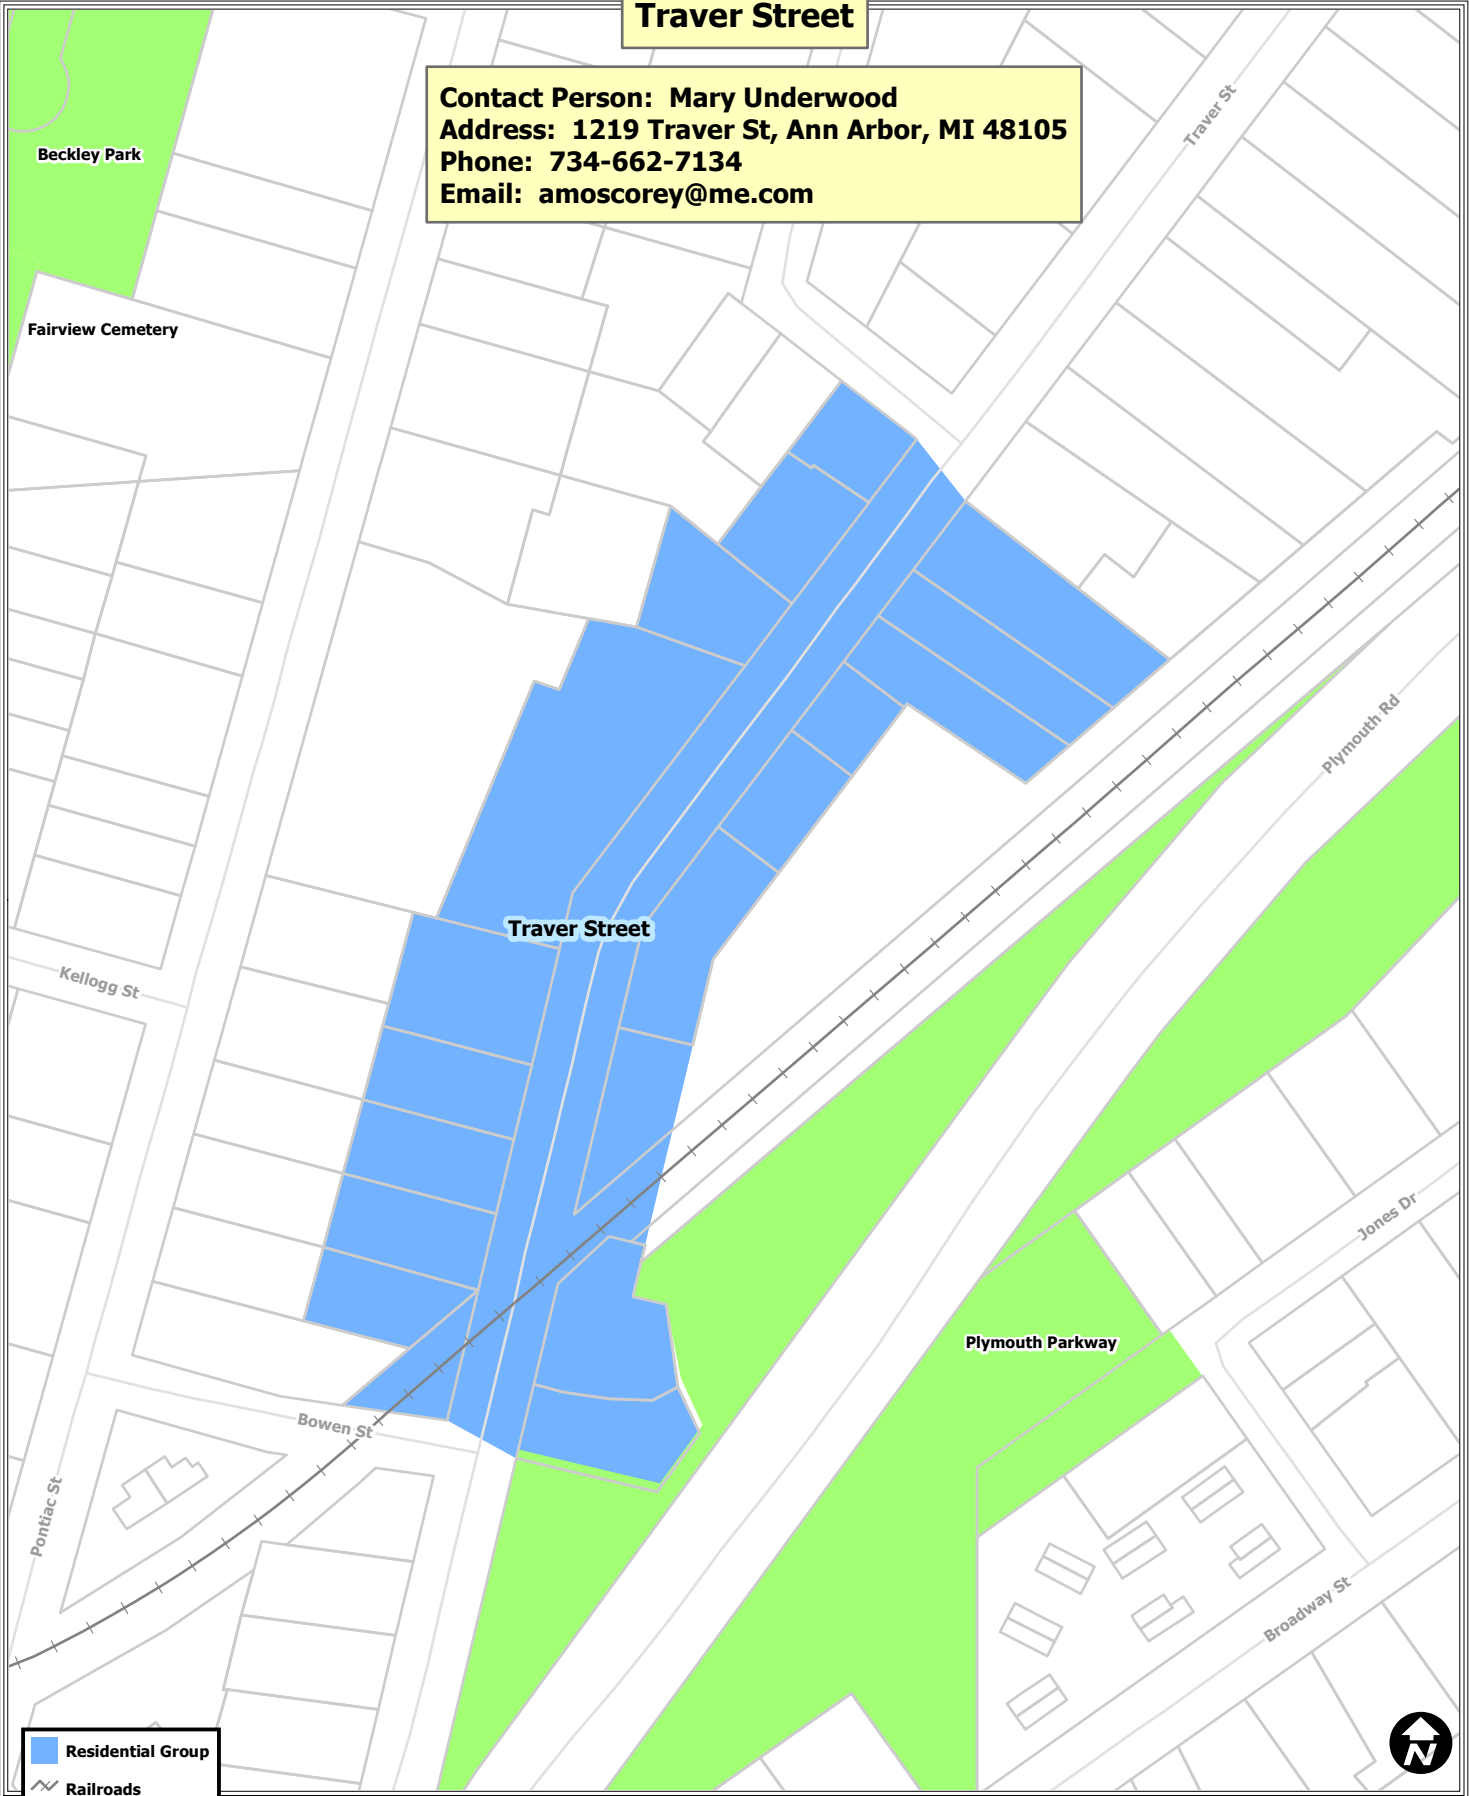 Traver Street
Contact Person:  Mary Underwood
Address:  1219 Traver St, Ann Arbor, MI 48105
Phone:  734-662-7134
Email:  amoscorey@me.com
Traver St
Beckley Park
Fairview Cemetery
Plymouth Rd
Traver Street
Kellogg St
Jones Dr
Plymouth Parkway
Bowen St
Pontiac St
Broadway St
Residential Group
Railroads
N